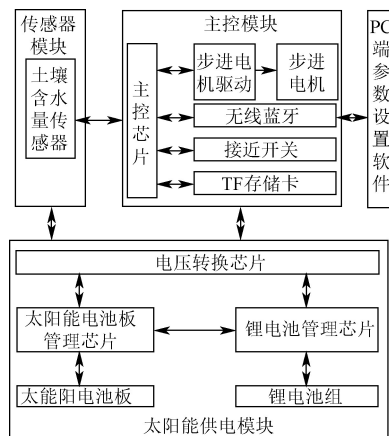 传感器
模块
土壤
含水
量传
感器
主控模块
主控芯片
步进电
机驱动
步进
电机
无线蓝牙
接近开关
TF存储卡
PC
端
参
数
设
置
软
件
电压转换芯片
太阳能电池板
管理芯片
锂电池管理芯片
太能阳电池板
锂电池组
太阳能供电模块